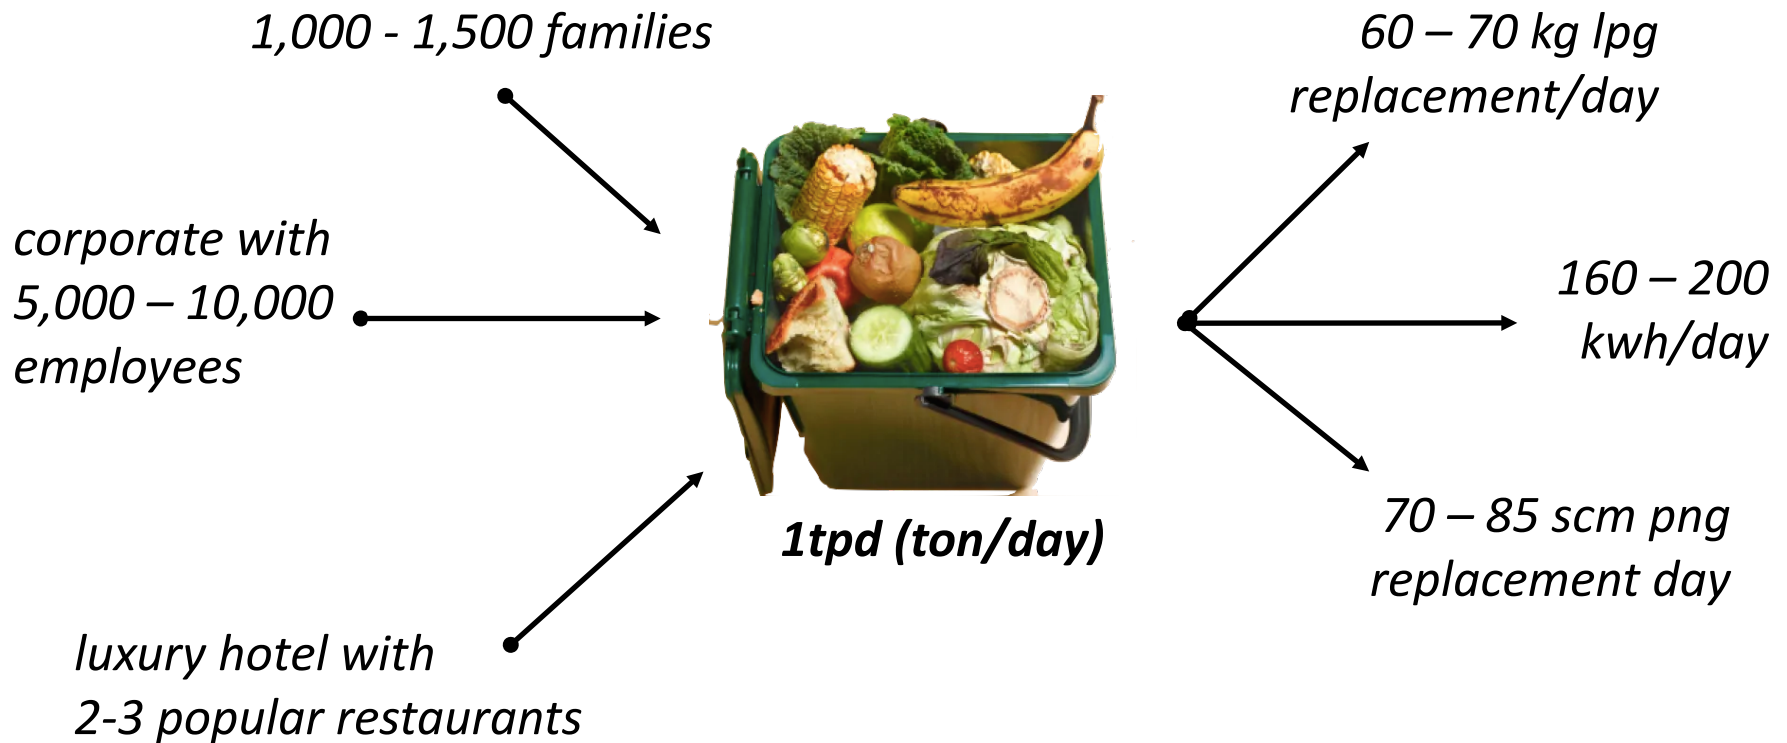 1,000 - 1,500 families
corporate with
5,000 – 10,000
employees
luxury hotel with
2-3 popular restaurants
1tpd (ton/day)
60 – 70 kg lpg
replacement/day
160 – 200
kwh/day
70 – 85 scm png
replacement day